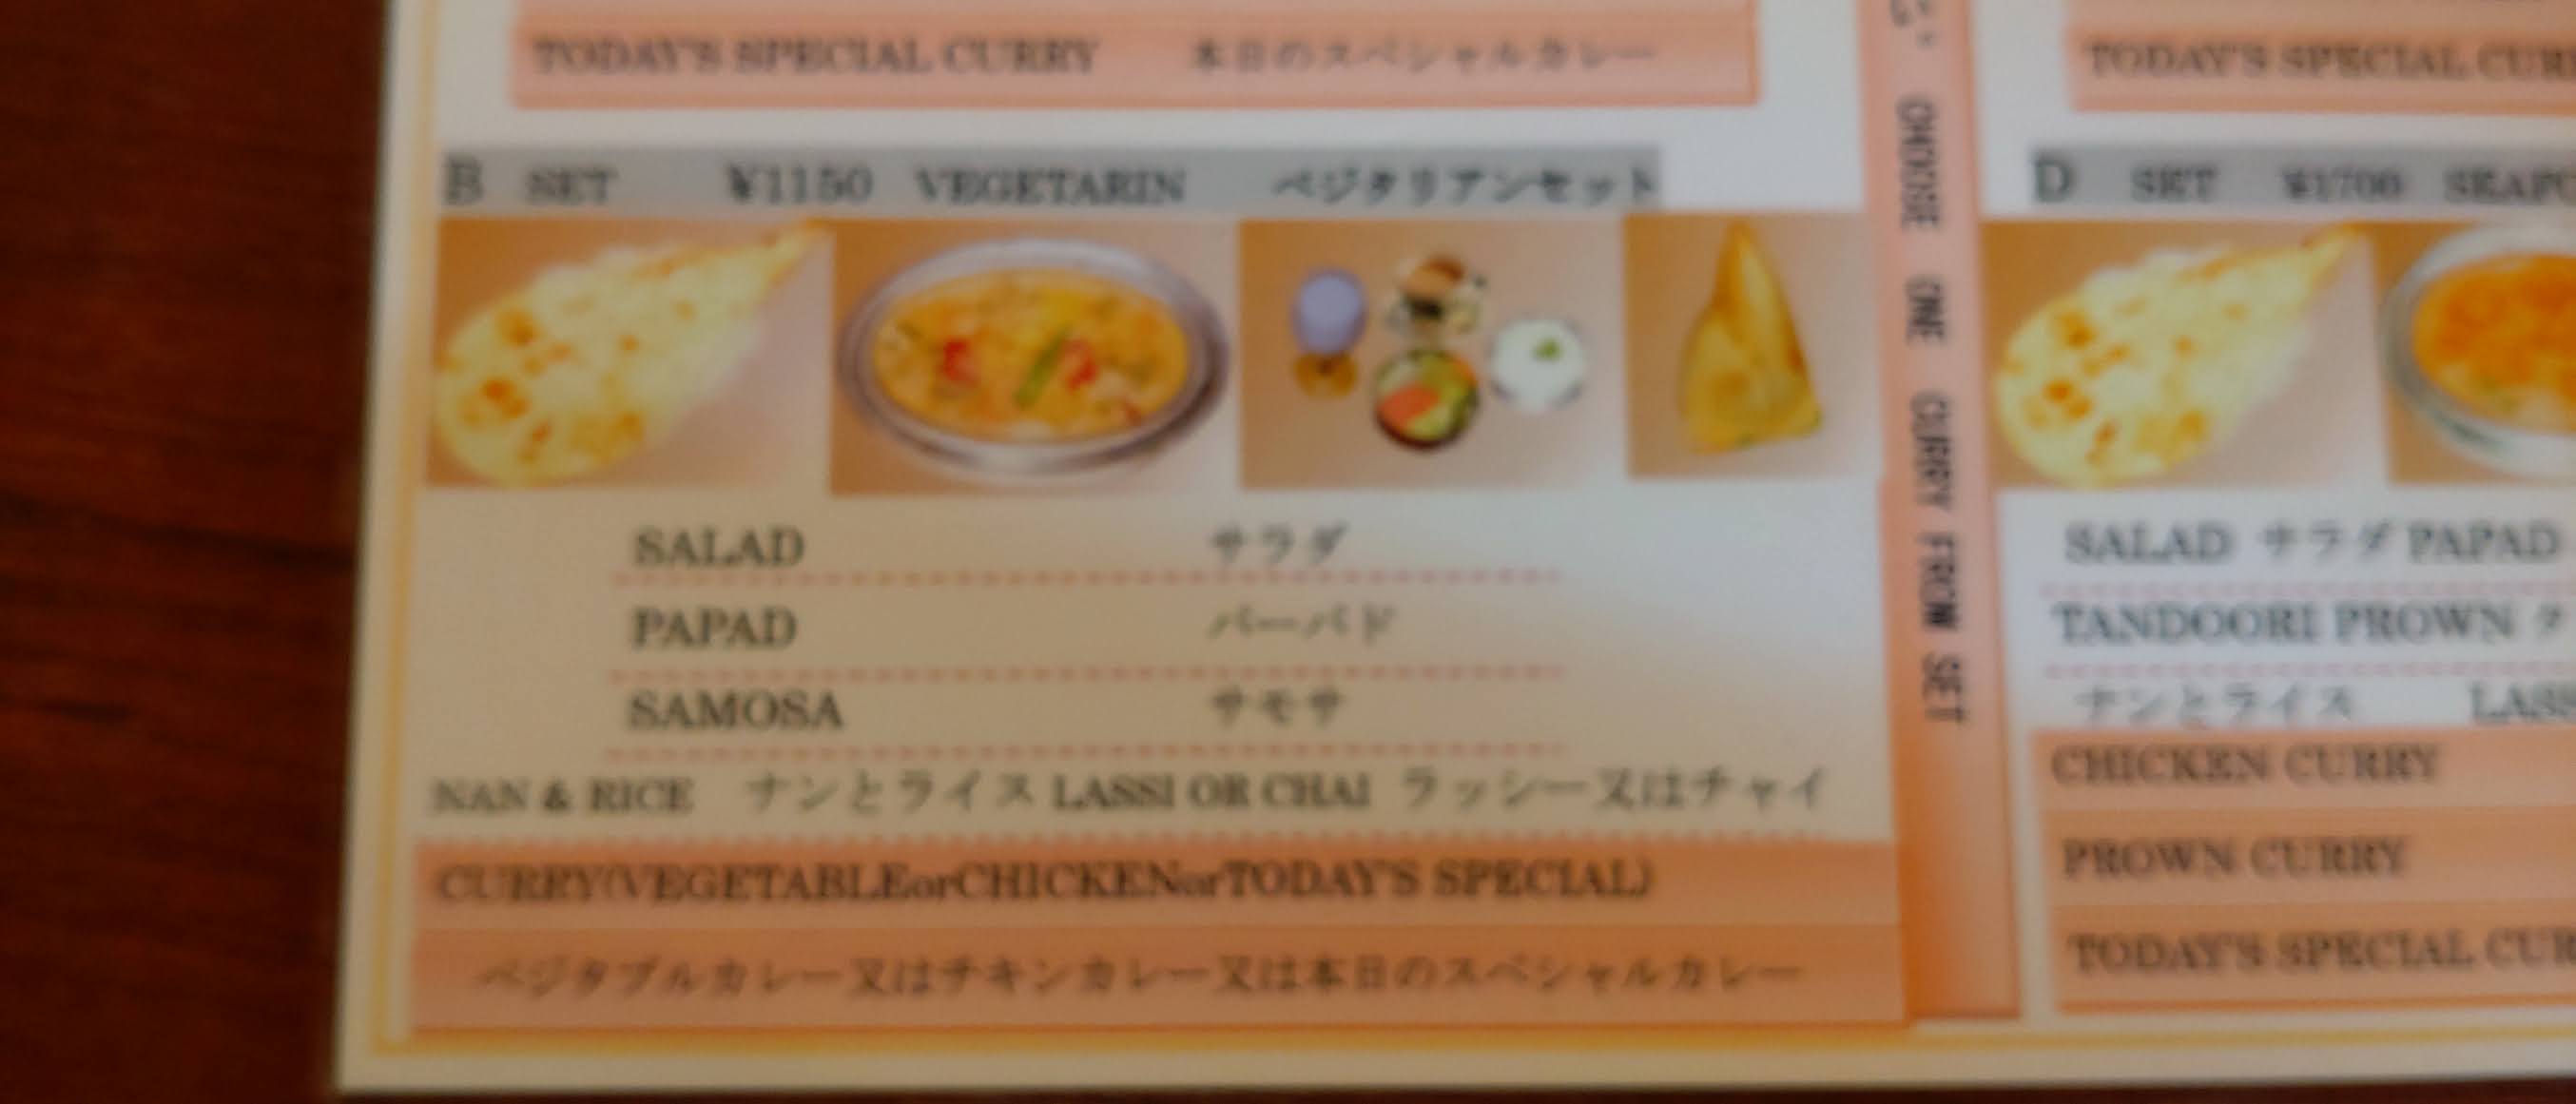 TODAY'S SPECIAL CURRY 本日のスペシャルカレー
B SET ¥1150 VEGETARIN ベジタリアンセット
SALAD サラダ
PAPAD パーパド
SAMOSA サモサ
NAN & RICE ナンとライス LASSI OR CHAI ラッシー又はチャイ
CURRY(VEGETABLEorCHICKENorTODAY'S SPECIAL)
ベジタブルカレー又はチキンカレー又は本日のスペシャルカレー
CHOOSE ONE CURRY FROM SET
TODAY'S SPECIAL
D SET ¥1700
SALAD サラダ PAPAD
TANDOORI PROWN
ナンとライス
CHICKEN CURRY
PROWN CURRY
TODAY'S SPECIAL